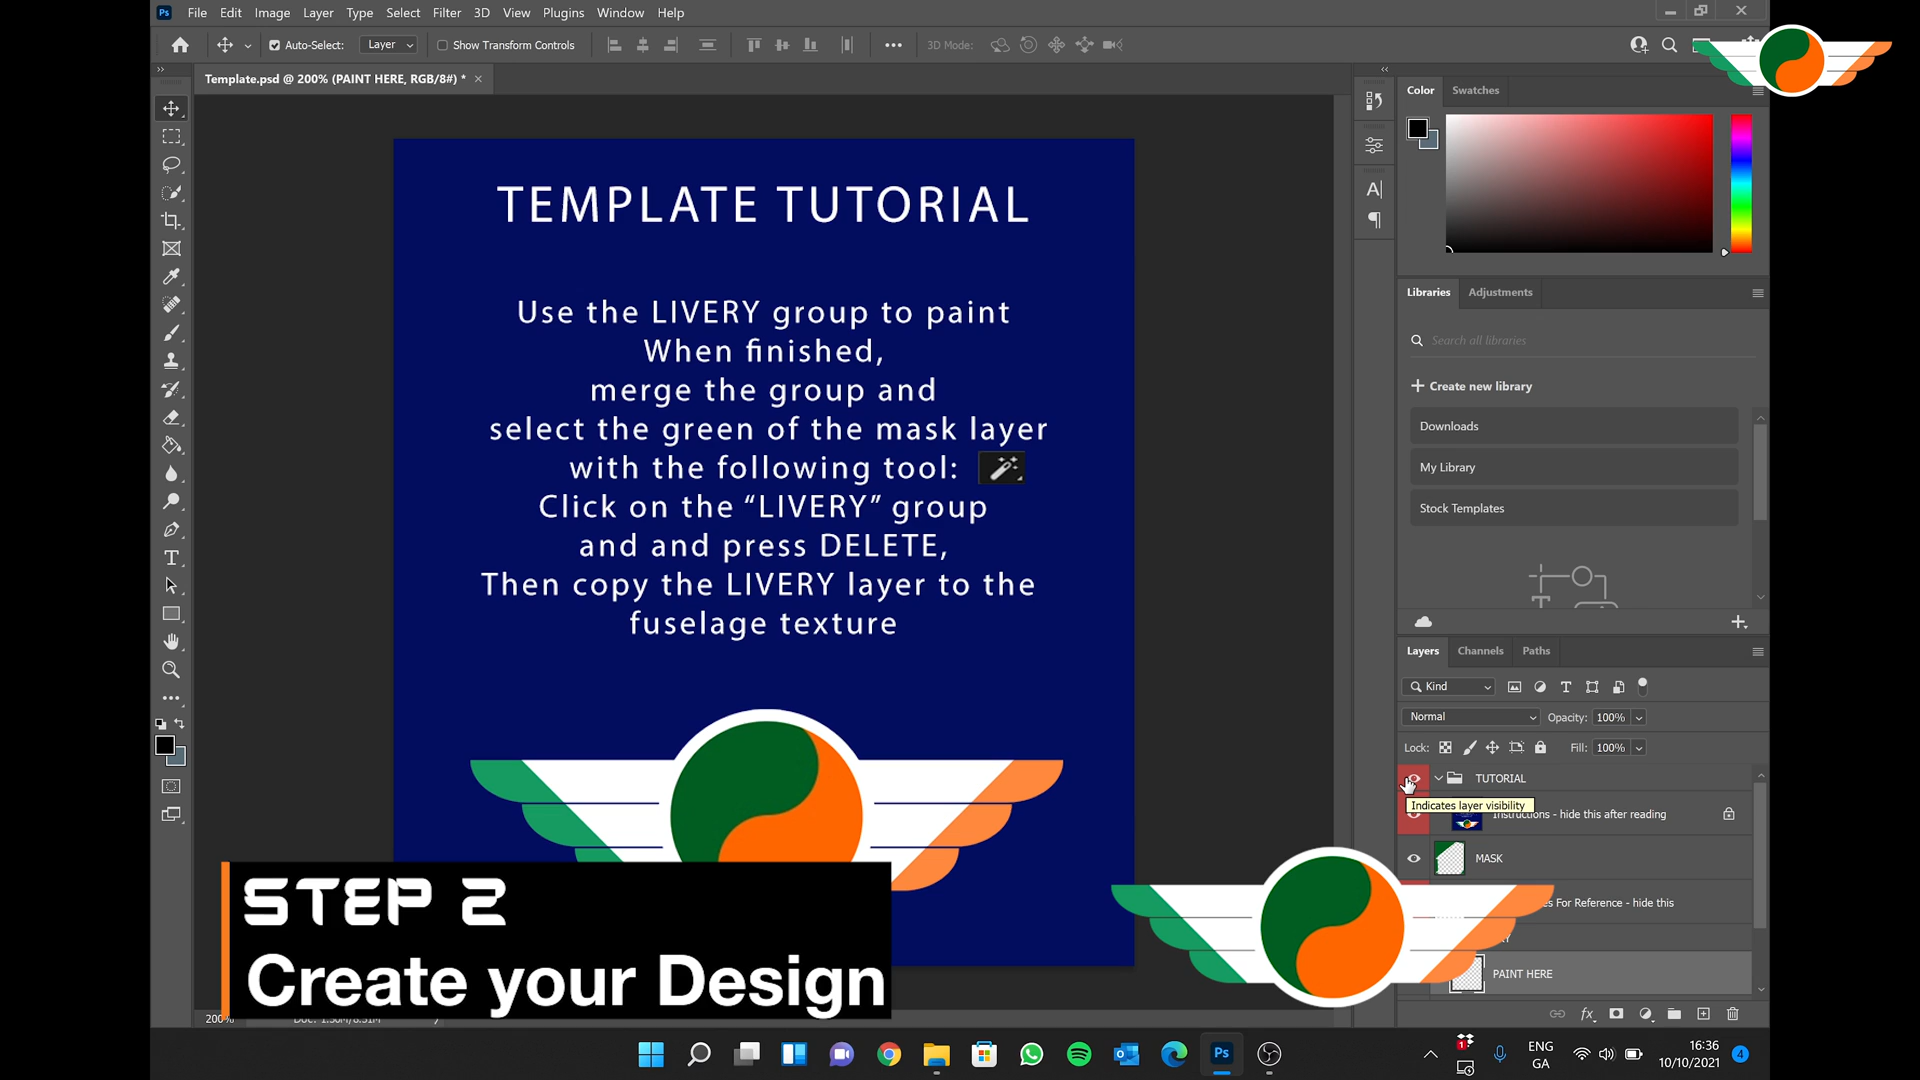 File Edit Image Layer Type Select Filter 3D View Plugins Window Help
Auto-Select: Layer Show Transform Controls 3D Mode:
Template.psd @ 200% (PAINT HERE, RGB/8#) *
TEMPLATE TUTORIAL
Use the LIVERY group to paint
When finished,
merge the group and
select the green of the mask layer
with the following tool:
Click on the “LIVERY” group
and and press DELETE,
Then copy the LIVERY layer to the
fuselage texture
STEP 2
Create your Design
200%
Color Swatches
Libraries Adjustments
Search all libraries
Create new library
Downloads
My Library
Stock Templates
Layers Channels Paths
Kind
Normal Opacity: 100%
Lock: Fill: 100%
TUTORIAL
Indicates layer visibility
Instructions - hide this after reading
MASK
For Reference - hide this
PAINT HERE
ENG
GA
16:36
10/10/2021
4